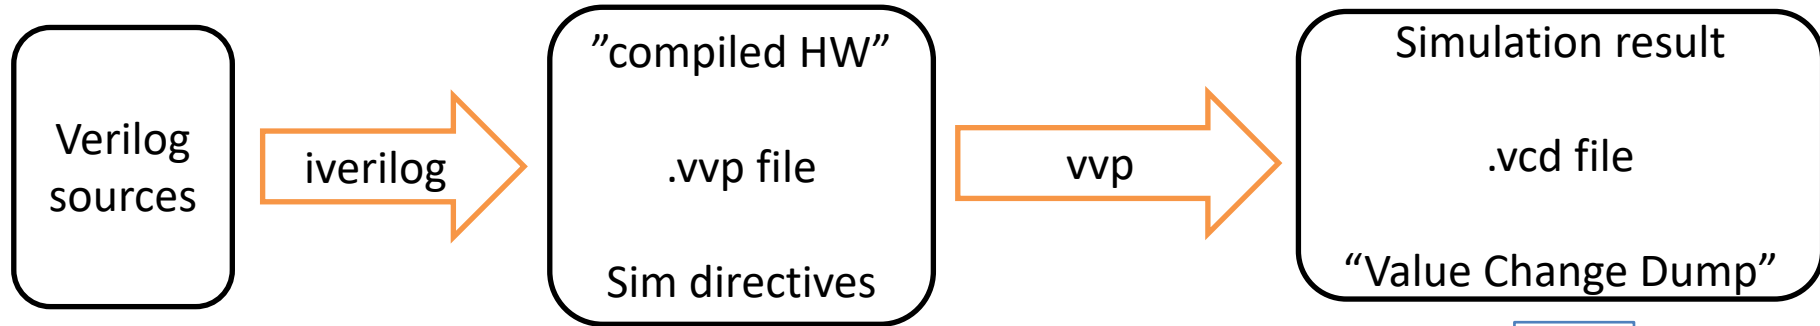 Verilog
sources
iverilog
”compiled HW”
.vvp file
Sim directives
vvp
Simulation result
.vcd file
“Value Change Dump”